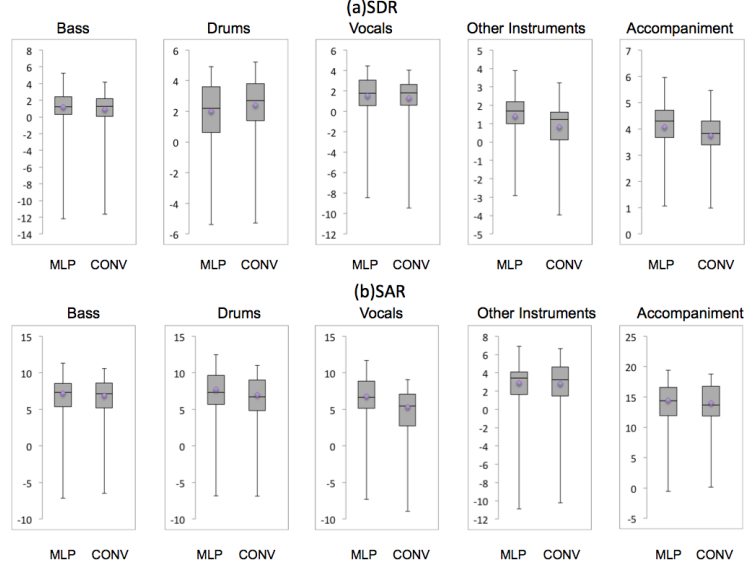 (a)SDR
Bass Drums Vocals Other Instruments Accompaniment
8 6 4 2 0 -2 -4 -6 -8 -10 -12 -14
6 4 2 0 -2 -4 -6
6 4 2 0 -2 -4 -6 -8 -10 -12
5 4 3 2 1 0 -1 -2 -3 -4 -5
7 6 5 4 3 2 1 0
MLP CONV MLP CONV MLP CONV MLP CONV MLP CONV
(b)SAR
Bass Drums Vocals Other Instruments Accompaniment
15 10 5 0 -5 -10
15 10 5 0 -5 -10
15 10 5 0 -5 -10
8 6 4 2 0 -2 -4 -6 -8 -10 -12
25 20 15 10 5 0 -5
MLP CONV MLP CONV MLP CONV MLP CONV MLP CONV